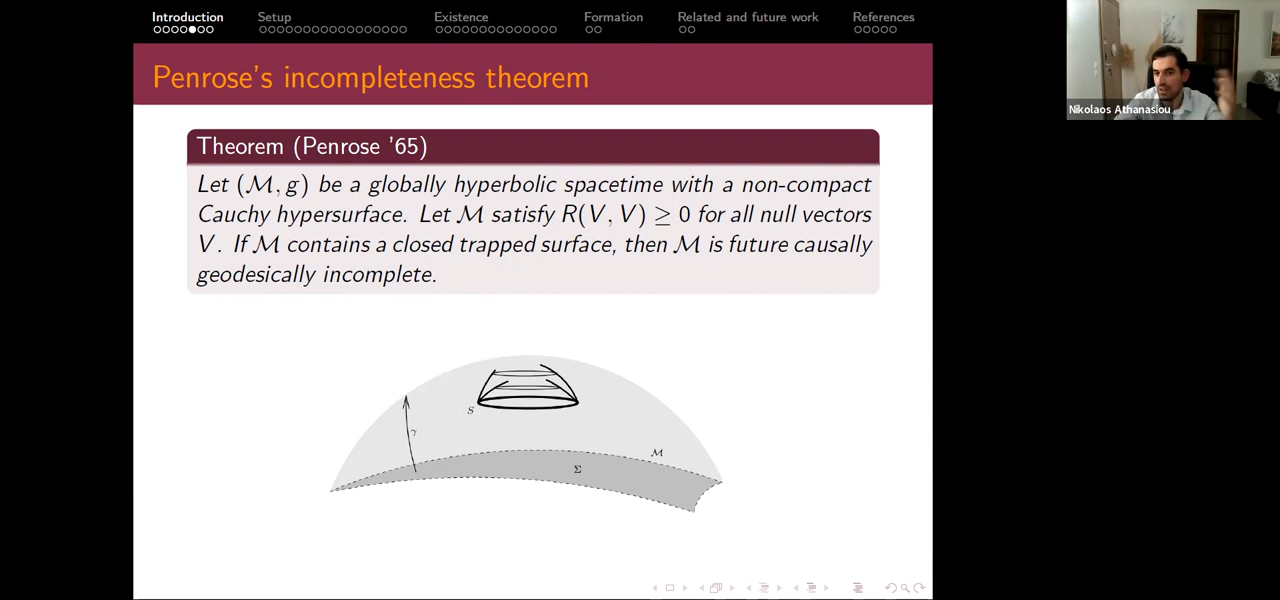 Introduction Setup Existence Formation Related and future work References
Penrose's incompleteness theorem
Nikolaos Athanasiou
Theorem (Penrose '65)
Let (M, g) be a globally hyperbolic spacetime with a non-compact
Cauchy hypersurface. Let M satisfy R(V, V) ≥ 0 for all null vectors
V. If M contains a closed trapped surface, then M is future causally
geodesically incomplete.
S
γ
M
Σ